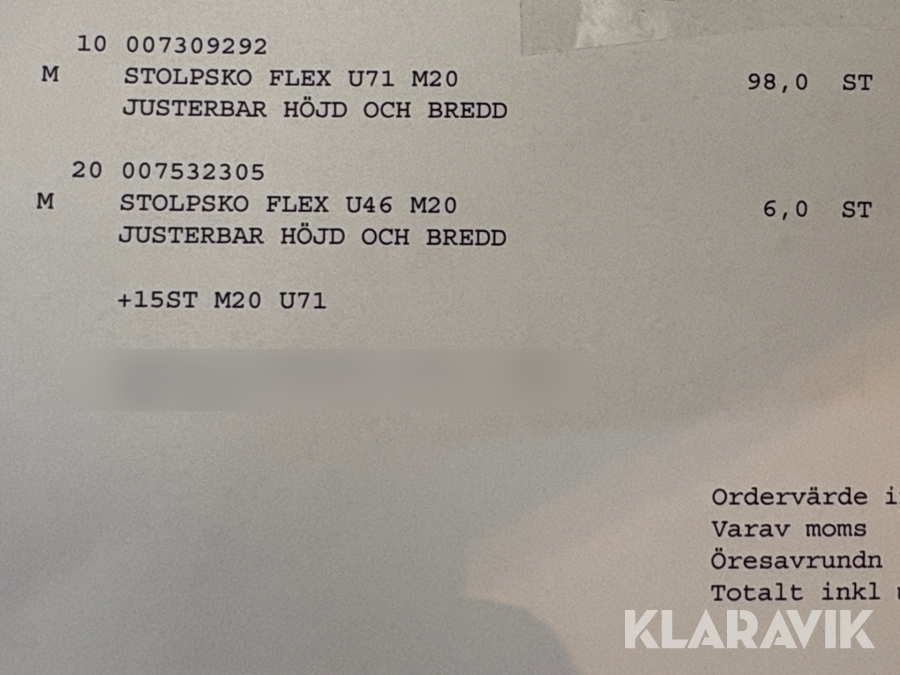 10 007309292
M STOLPSKO FLEX U71 M20 98,0 ST
JUSTERBAR HÖJD OCH BREDD
20 007532305
M STOLPSKO FLEX U46 M20 6,0 ST
JUSTERBAR HÖJD OCH BREDD
+15ST M20 U71
Ordervärde
Varav moms
Öresavrundn
Totalt inkl
KLARAVIK